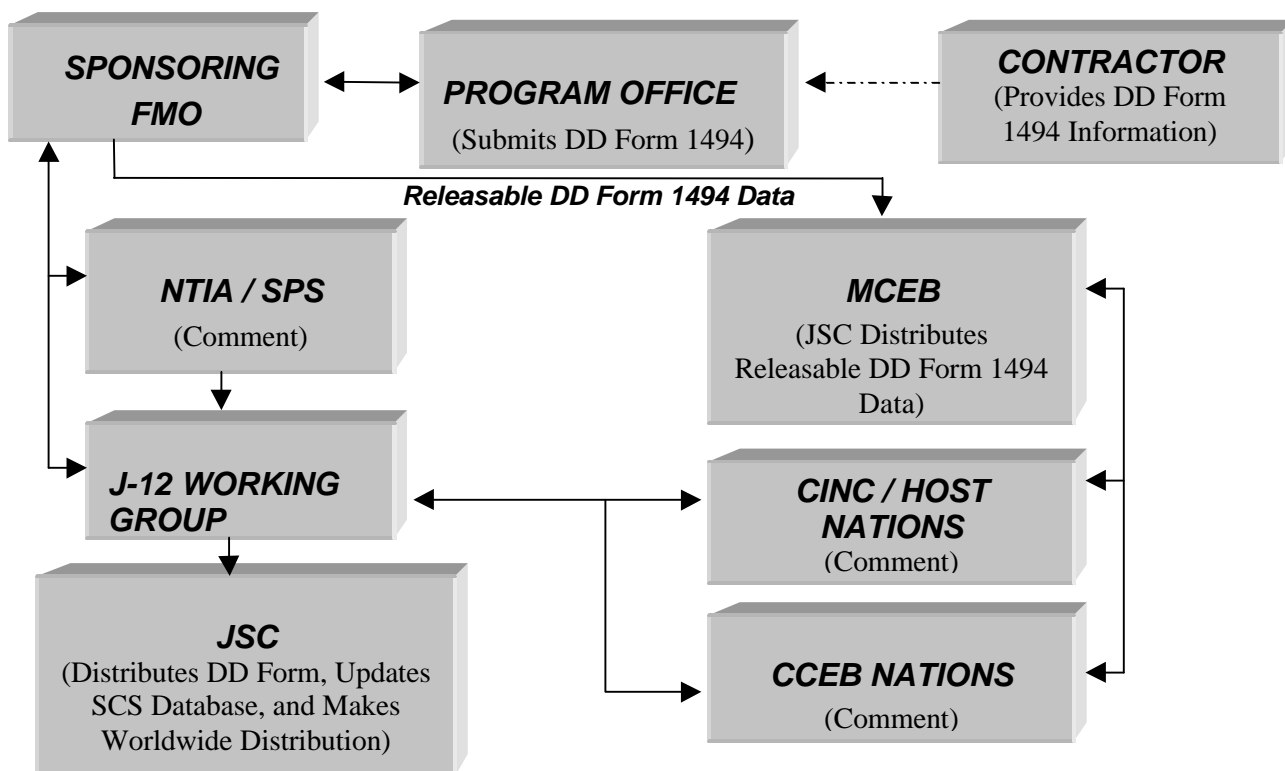 SPONSORING
FMO
PROGRAM OFFICE
(Submits DD Form 1494)
CONTRACTOR
(Provides DD Form
1494 Information)
Releasable DD Form 1494 Data
NTIA / SPS
(Comment)
MCEB
(JSC Distributes
Releasable DD Form 1494
Data)
J-12 WORKING
GROUP
CINC / HOST
NATIONS
(Comment)
JSC
(Distributes DD Form, Updates
SCS Database, and Makes
Worldwide Distribution)
CCEB NATIONS
(Comment)